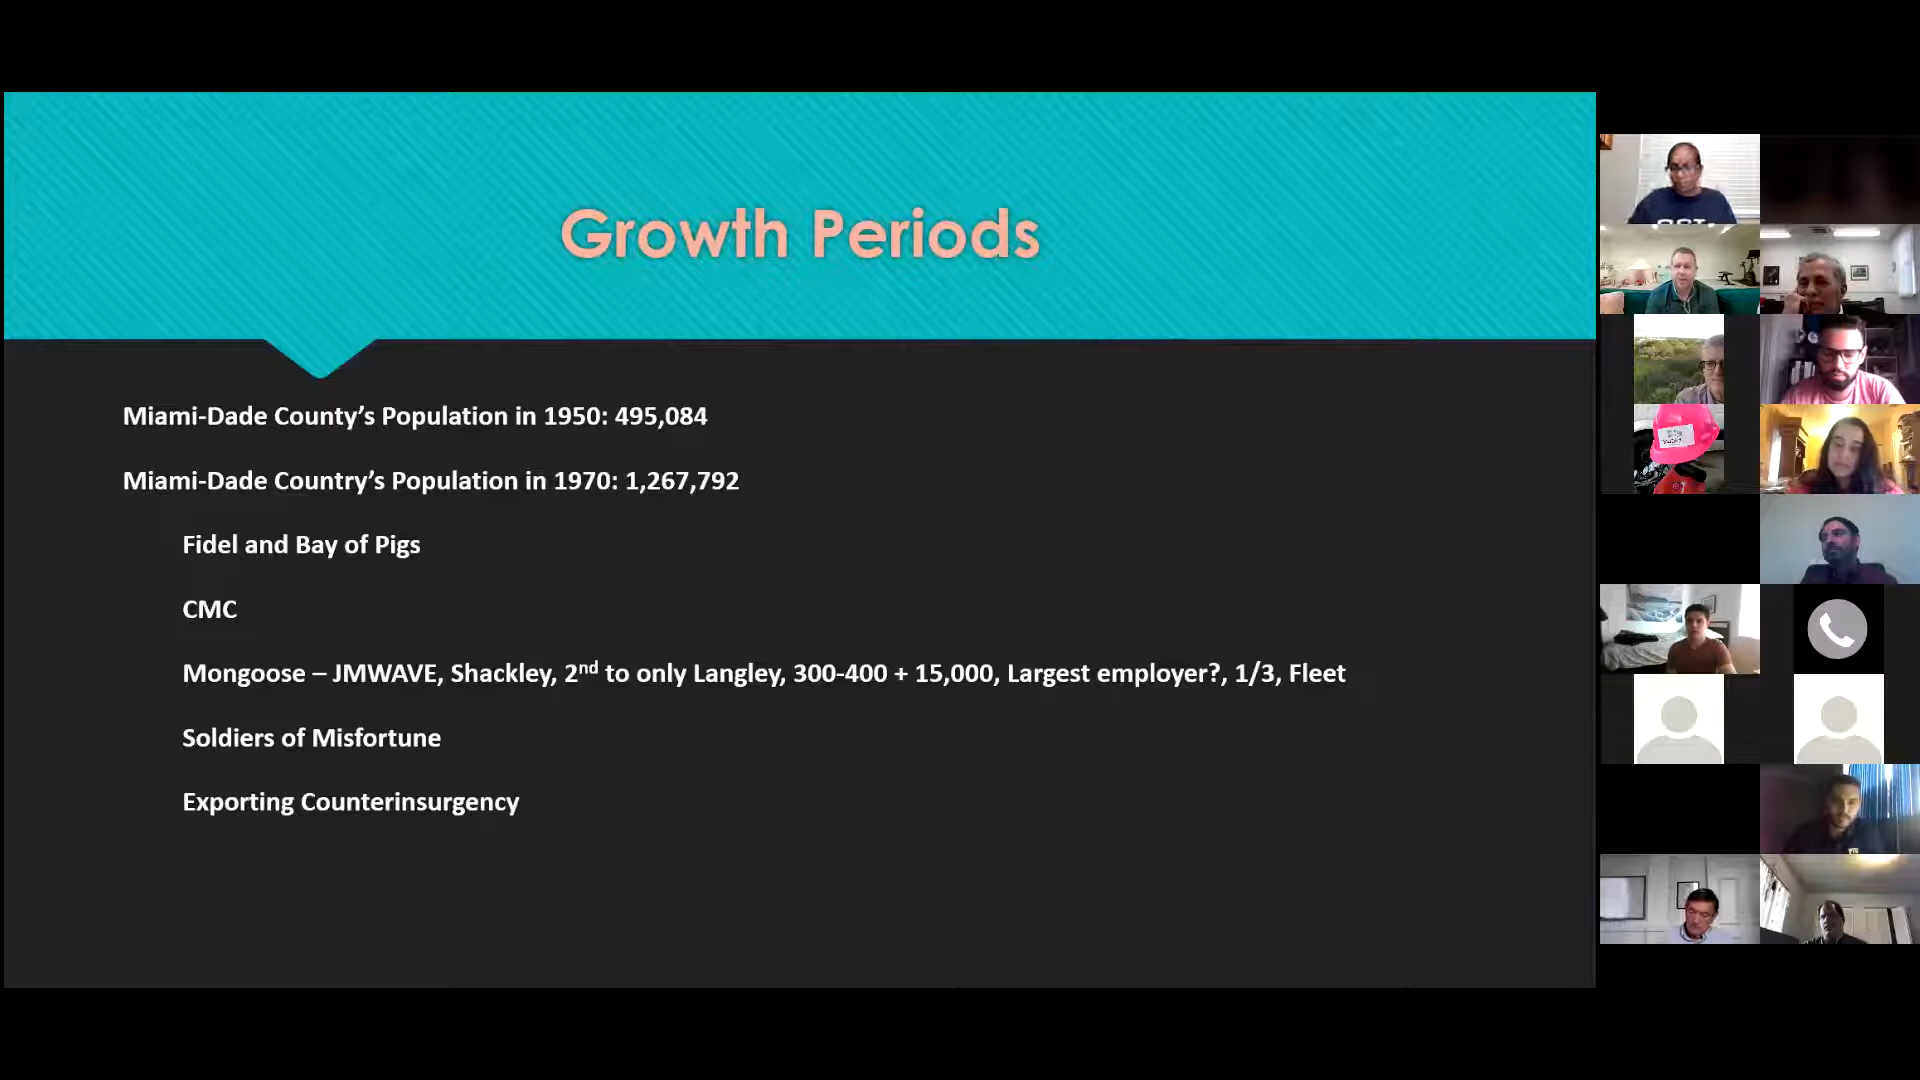 Growth Periods
Miami-Dade County’s Population in 1950: 495,084
Miami-Dade Country’s Population in 1970: 1,267,792
Fidel and Bay of Pigs
CMC
Mongoose – JMWAVE, Shackley, 2nd to only Langley, 300-400 + 15,000, Largest employer?, 1/3, Fleet
Soldiers of Misfortune
Exporting Counterinsurgency